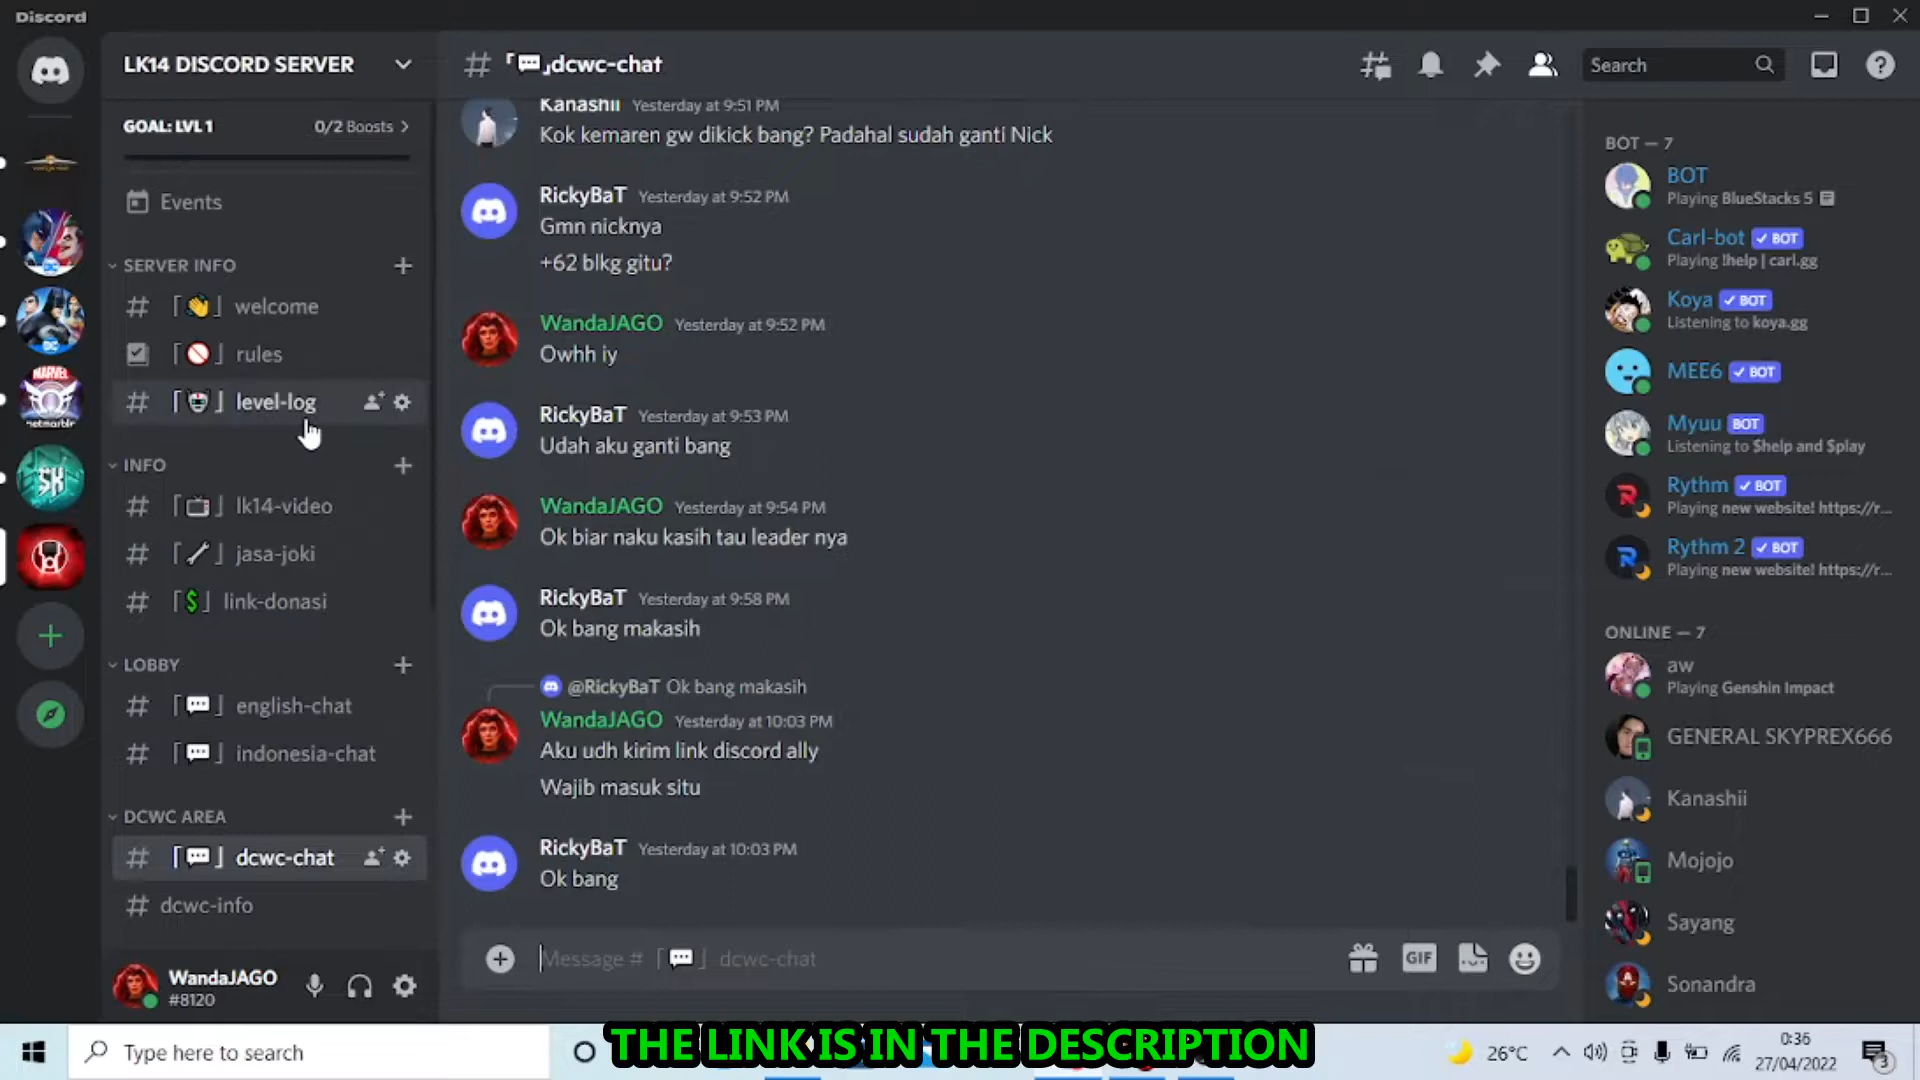 Discord
LK14 DISCORD SERVER
GOAL: LVL 1
0/2 Boosts
Events
SERVER INFO
welcome
rules
level-log
INFO
lk14-video
jasa-joki
link-donasi
LOBBY
english-chat
indonesia-chat
DCWC AREA
dcwc-chat
dcwc-info
WandaJAGO
#8120
MARVEL
netmarble
DC
DC
SK
dcwc-chat
Search
Kanashii Yesterday at 9:51 PM
Kok kemaren gw dikick bang? Padahal sudah ganti Nick
RickyBaT Yesterday at 9:52 PM
Gmn nicknya
+62 blkg gitu?
WandaJAGO Yesterday at 9:52 PM
Owhh iy
RickyBaT Yesterday at 9:53 PM
Udah aku ganti bang
WandaJAGO Yesterday at 9:54 PM
Ok biar naku kasih tau leader nya
RickyBaT Yesterday at 9:58 PM
Ok bang makasih
@RickyBaT Ok bang makasih
WandaJAGO Yesterday at 10:03 PM
Aku udh kirim link discord ally
Wajib masuk situ
RickyBaT Yesterday at 10:03 PM
Ok bang
Message # dcwc-chat
GIF
BOT — 7
BOT
Playing BlueStacks 5
Carl-bot BOT
Playing !help | carl.gg
Koya BOT
Listening to koya.gg
MEE6 BOT
Myuu BOT
Listening to $help and $play
Rythm BOT
Playing new website! https://r...
Rythm 2 BOT
Playing new website! https://r...
ONLINE — 7
aw
Playing Genshin Impact
GENERAL SKYPREX666
Kanashii
Mojojo
Sayang
Sonandra
Type here to search
THE LINK IS IN THE DESCRIPTION
26°C
0:36
27/04/2022
3